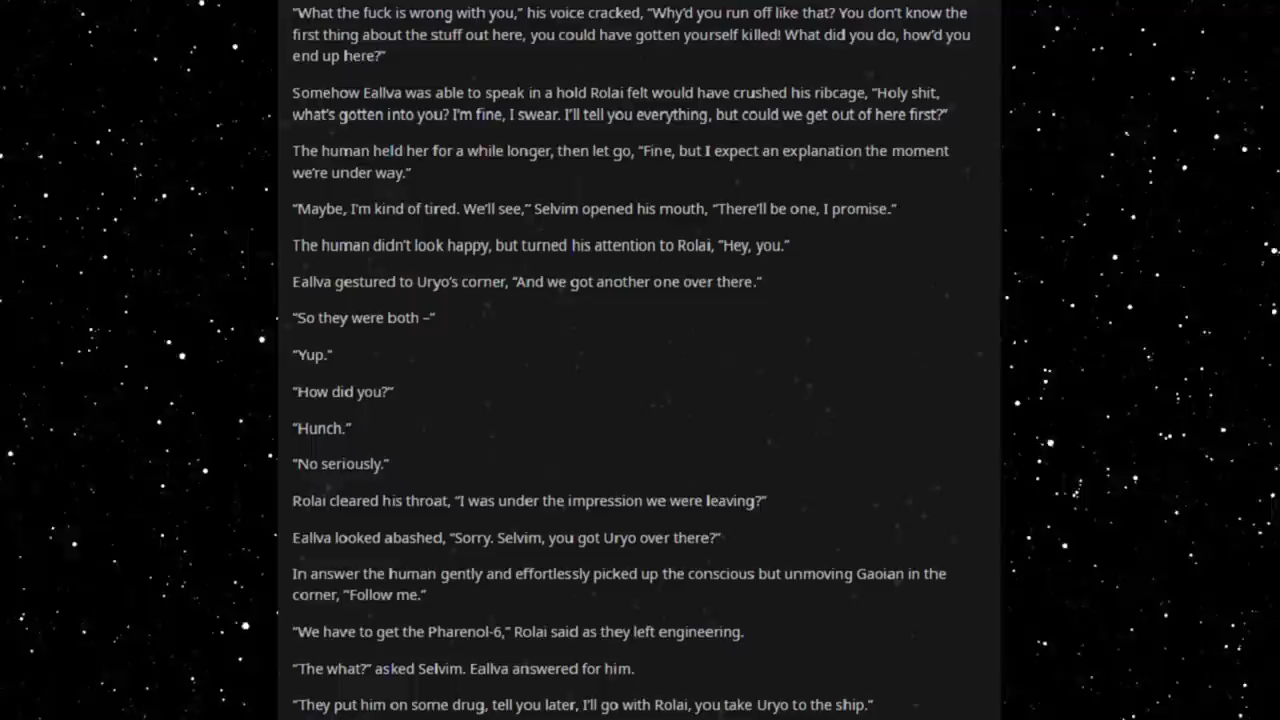 “What the fuck is wrong with you,” his voice cracked, “Why’d you run off like that? You don’t know the
first thing about the stuff out here, you could have gotten yourself killed! What did you do, how’d you
end up here?”
Somehow Eallva was able to speak in a hold Rolai felt would have crushed his ribcage, “Holy shit,
what’s gotten into you? I’m fine, I swear. I’ll tell you everything, but could we get out of here first?”
The human held her for a while longer, then let go, “Fine, but I expect an explanation the moment
we’re under way.”
“Maybe, I’m kind of tired. We’ll see,” Selvim opened his mouth, “There’ll be one, I promise.”
The human didn’t look happy, but turned his attention to Rolai, “Hey, you.”
Eallva gestured to Uryo’s corner, “And we got another one over there.”
“So they were both –”
“Yup.”
“How did you?”
“Hunch.”
“No seriously.”
Rolai cleared his throat, “I was under the impression we were leaving?”
Eallva looked abashed, “Sorry. Selvim, you got Uryo over there?”
In answer the human gently and effortlessly picked up the conscious but unmoving Gaoian in the
corner, “Follow me.”
“We have to get the Pharenol-6,” Rolai said as they left engineering.
“The what?” asked Selvim. Eallva answered for him.
“They put him on some drug, tell you later, I’ll go with Rolai, you take Uryo to the ship.”